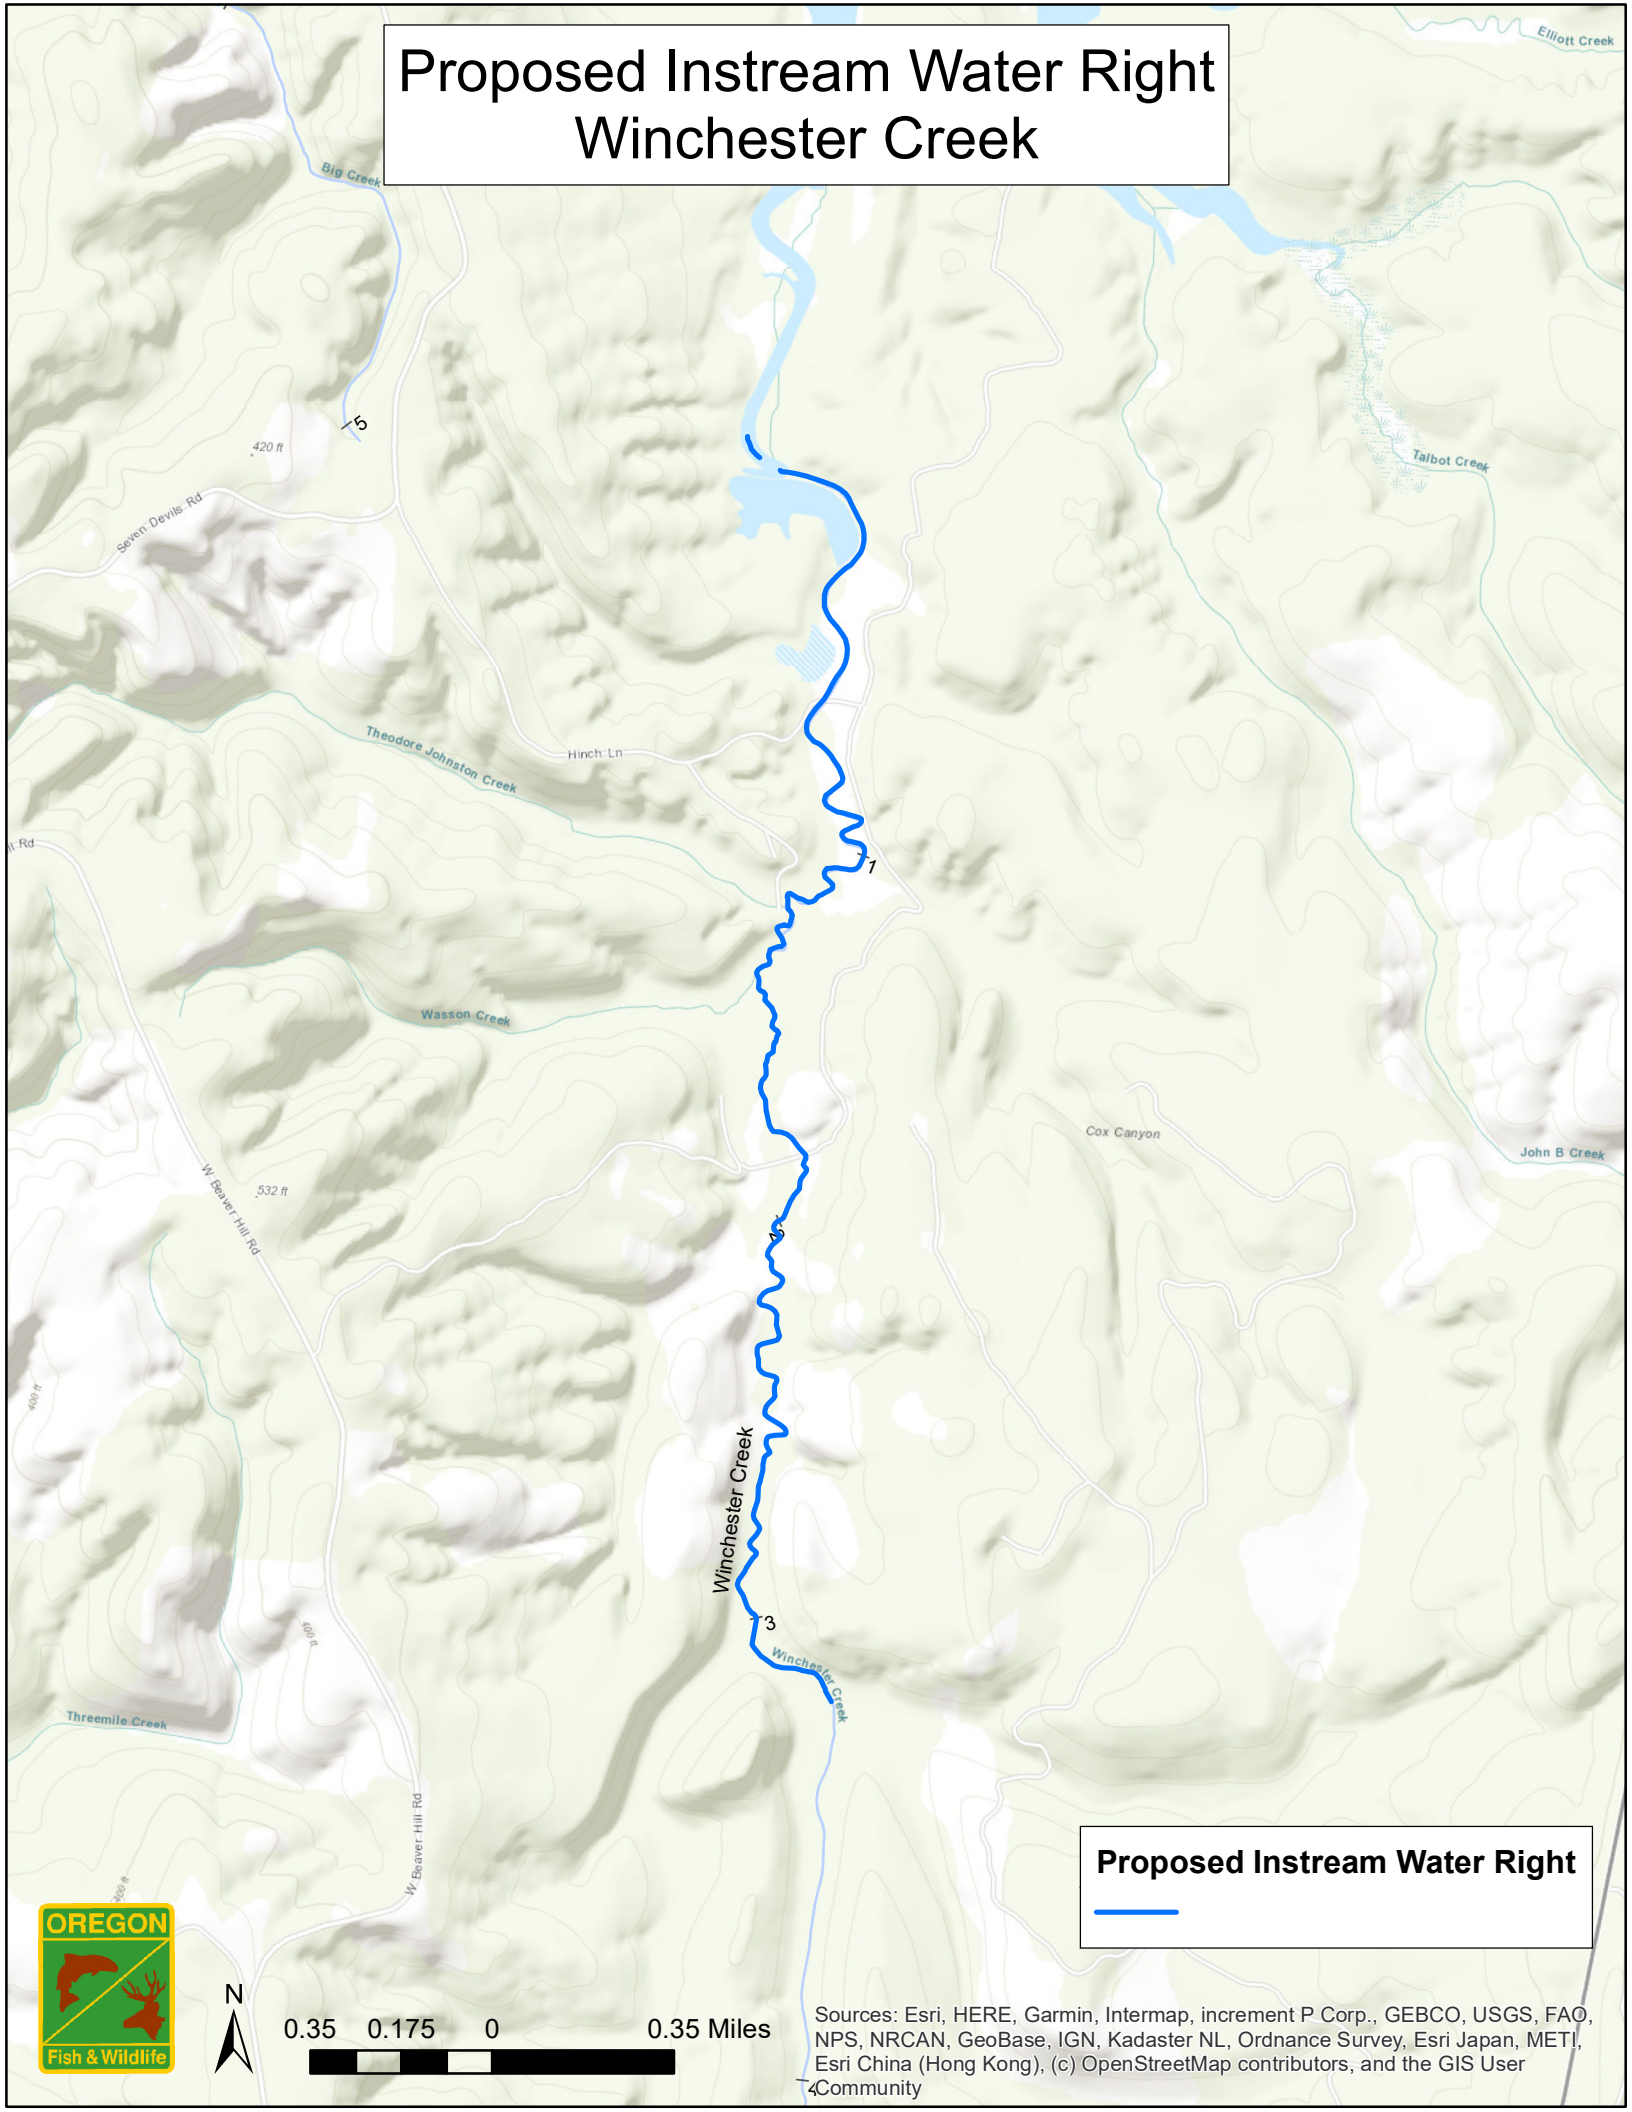 Elliott Creek
Proposed Instream Water Right
Winchester Creek
Big Creek
5
420 ft
Talbot Creek
Seven Devils Rd
Theodore Johnston Creek
Hinch Ln
ll Rd
1
Wasson Creek
Cox Canyon
John B Creek
W Beaver Hill Rd
532 ft
2
400 ft
Winchester Creek
3
400 ft
Winchester Creek
Threemile Creek
W Beaver Hill Rd
400 ft
Proposed Instream Water Right
OREGON
Fish & Wildlife
N
0.35 0.175 0 0.35 Miles
Sources: Esri, HERE, Garmin, Intermap, increment P Corp., GEBCO, USGS, FAO,
NPS, NRCAN, GeoBase, IGN, Kadaster NL, Ordnance Survey, Esri Japan, METI,
Esri China (Hong Kong), (c) OpenStreetMap contributors, and the GIS User
Community
4